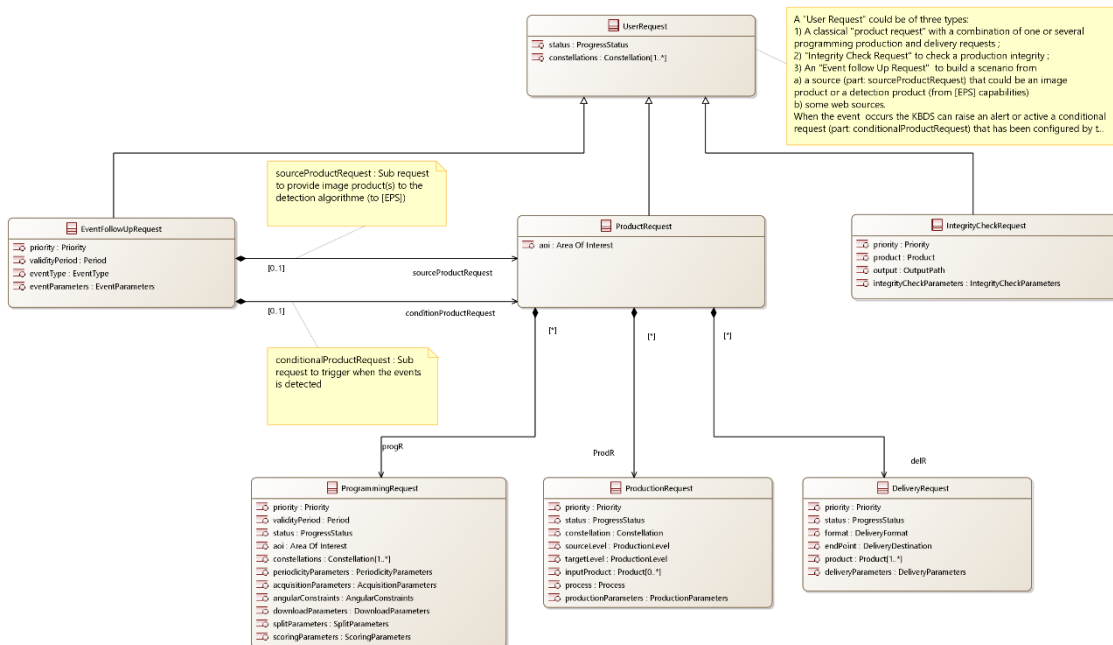 UserRequest
status : ProgressStatus
constellations : Constellation[1..*]
A "User Request" could be of three types:
1) A classical "product request" with a combination of one or several
programming production and delivery requests ;
2) "Integrity Check Request" to check a production integrity ;
3) An "Event follow Up Request"  to build a scenario from
a) a source (part: sourceProductRequest) that could be an image
product or a detection product (from [EPS] capabilities)
b) some web sources.
When the event  occurs the KBDS can raise an alert or active a conditional
request (part: conditionalProductRequest) that has been configured by t..
sourceProductRequest : Sub request
to provide image product(s) to the
detection algorithme (to [EPS])
EventFollowUpRequest
priority : Priority
validityPeriod : Period
eventType : EventType
eventParameters : EventParameters
ProductRequest
aoi : Area Of Interest
IntegrityCheckRequest
priority : Priority
product : Product
output : OutputPath
integrityCheckParameters : IntegrityCheckParameters
[0..1]
sourceProductRequest
[0..1]
conditionProductRequest
[*]
[*]
[*]
conditionalProductRequest : Sub
request to trigger when the events
is detected
progR
ProdR
delR
ProgrammingRequest
priority : Priority
validityPeriod : Period
status : ProgressStatus
aoi : Area Of Interest
constellations : Constellation[1..*]
periodicityParameters : PeriodicityParameters
acquisitionParameters : AcquisitionParameters
angularConstraints : AngularConstraints
downloadParameters : DownloadParameters
splitParameters : SplitParameters
scoringParameters : ScoringParameters
ProductionRequest
priority : Priority
status : ProgressStatus
constellation : Constellation
sourceLevel : ProductionLevel
targetLevel : ProductionLevel
inputProduct : Product[0..*]
process : Process
productionParameters : ProductionParameters
DeliveryRequest
priority : Priority
status : ProgressStatus
format : DeliveryFormat
endPoint : DeliveryDestination
product : Product[1..*]
deliveryParameters : DeliveryParameters